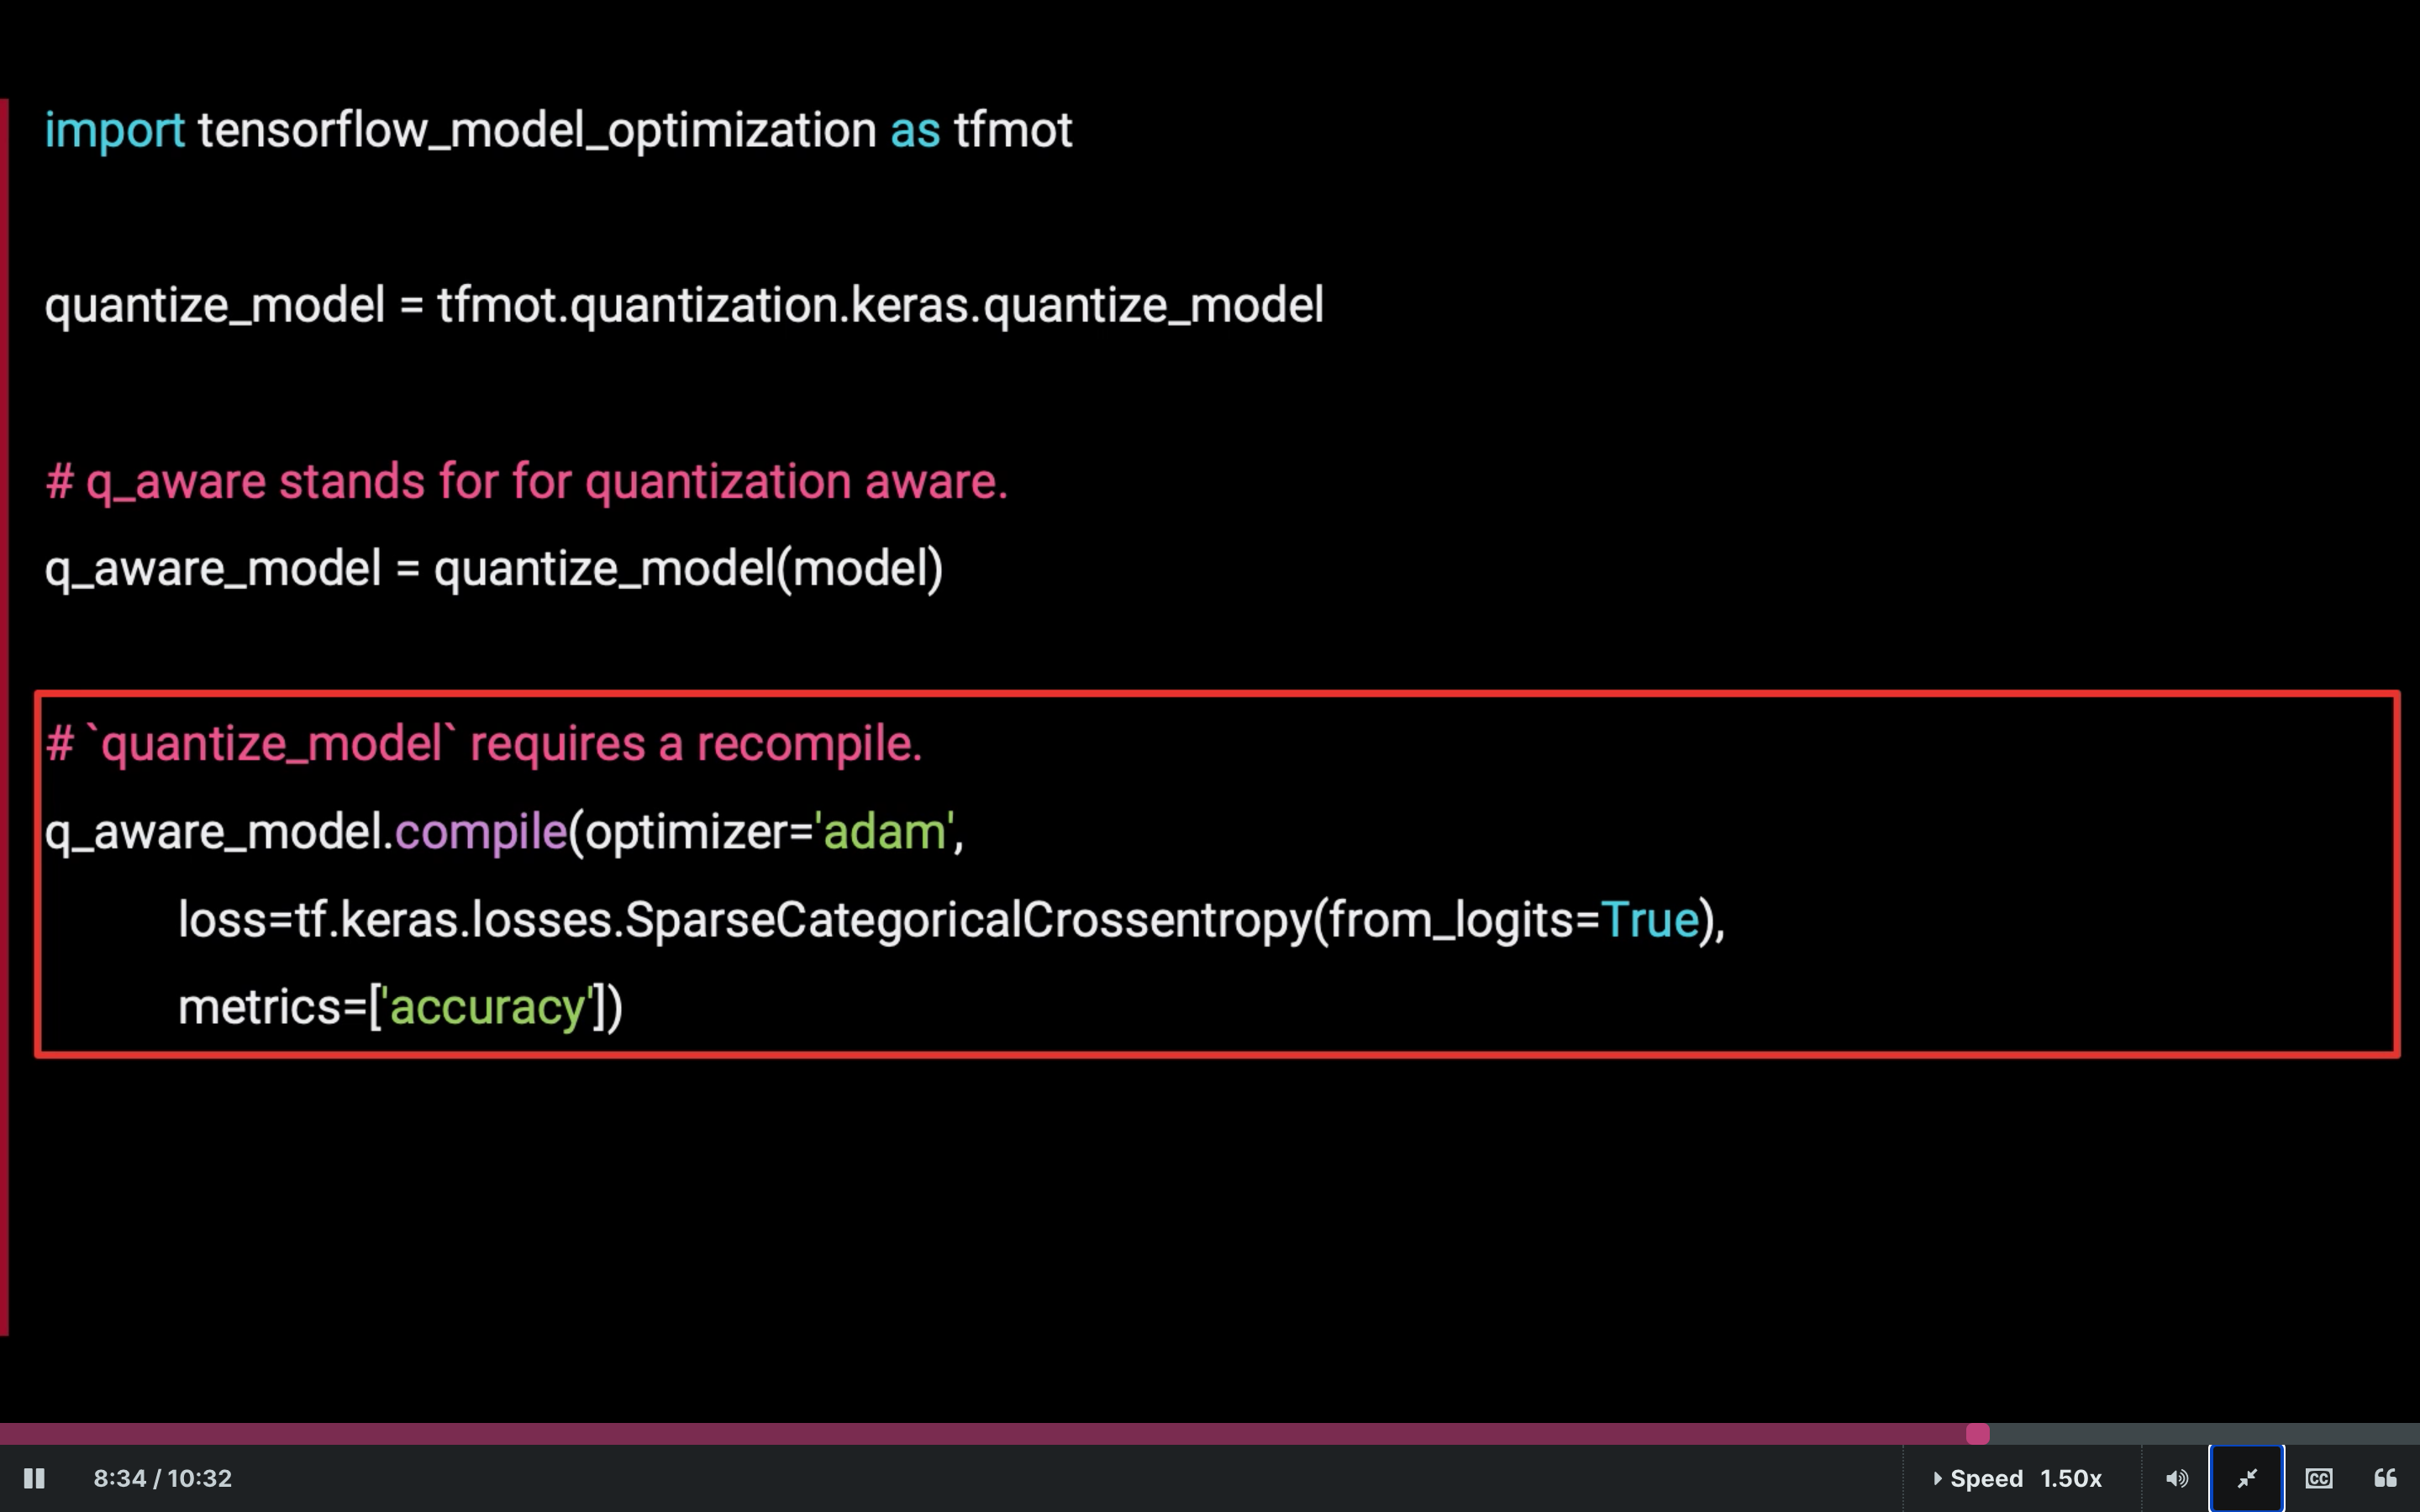 import tensorflow_model_optimization as tfmot
quantize_model = tfmot.quantization.keras.quantize_model
# q_aware stands for for quantization aware.
q_aware_model = quantize_model(model)
# `quantize_model` requires a recompile.
q_aware_model.compile(optimizer='adam',
loss=tf.keras.losses.SparseCategoricalCrossentropy(from_logits=True),
metrics=['accuracy'])
8:34 / 10:32 Speed 1.50x CC